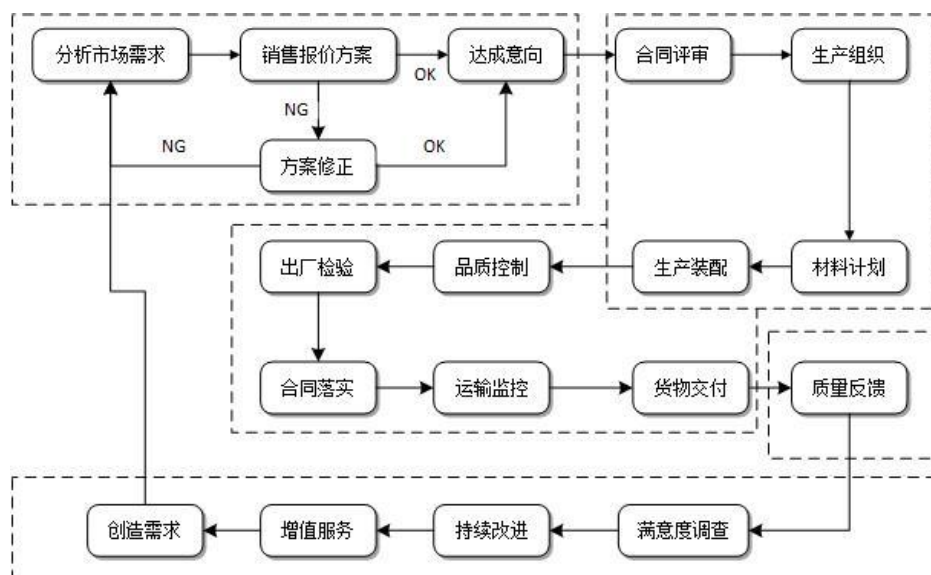 分析市场需求
销售报价方案
OK
达成意向
合同评审
生产组织
NG
NG
方案修正
OK
出厂检验
品质控制
生产装配
材料计划
合同落实
运输监控
货物交付
质量反馈
创造需求
增值服务
持续改进
满意度调查